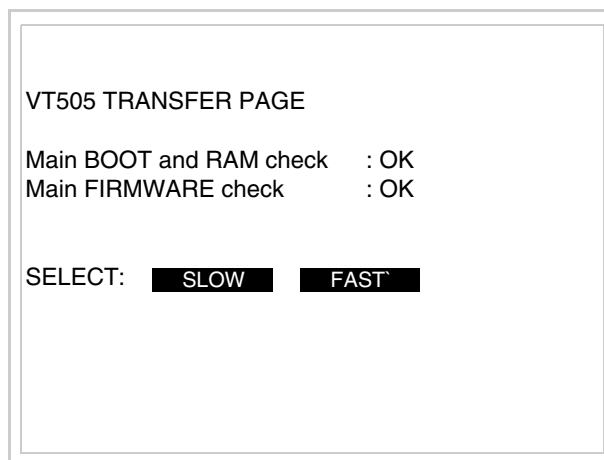 VT505 TRANSFER PAGE
Main BOOT and RAM check : OK
Main FIRMWARE check : OK
SELECT: SLOW FAST`